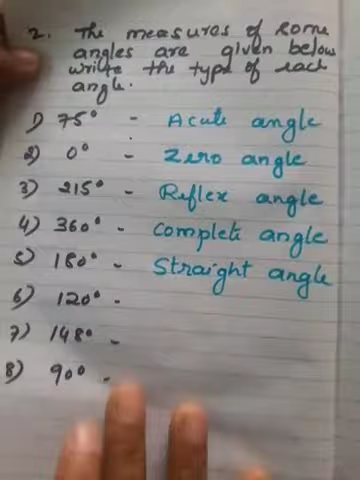 2. The measures of some
angles are given below
write the type of each
angle.
1) 75° - Acute angle
2) 0° - Zero angle
3) 215° - Reflex angle
4) 360° - Complete angle
5) 180° - Straight angle
6) 120° -
7) 148° -
8) 90° -